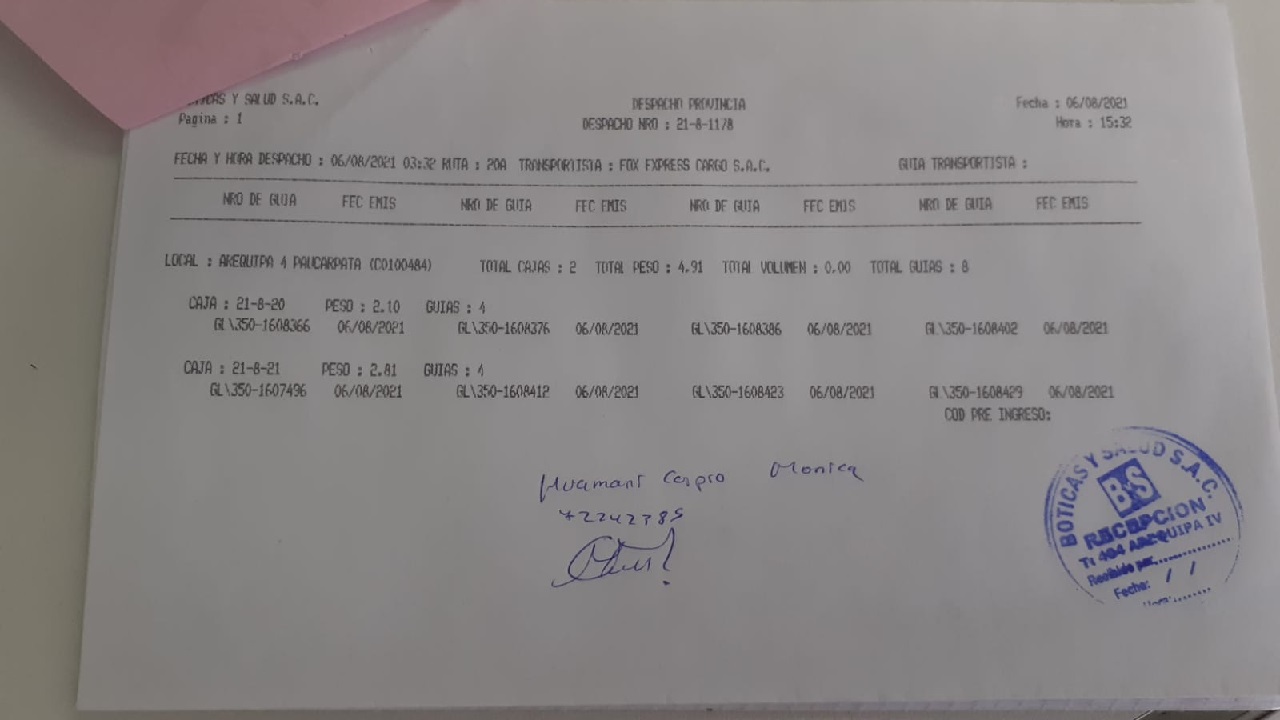 Y SALUD S.A.C. DESPACHO PROVINCIA Fecha : 06/08/2021
Pagina : 1 DESPACHO NRO : 21-8-1178 Hora : 15:32
FECHA Y HORA DESPACHO : 06/08/2021 03:32 RUTA : 20A TRANSPORTISTA : FOX EXPRESS CARGO S.A.C. GUIA TRANSPORTISTA :
NRO DE GUIA FEC EMIS NRO DE GUIA FEC EMIS NRO DE GUIA FEC EMIS NRO DE GUIA FEC EMIS
LOCAL : AREQUIPA 4 PAUCARPATA (C0100484) TOTAL CAJAS : 2 TOTAL PESO : 4.91 TOTAL VOLUMEN : 0.00 TOTAL GUIAS : 8
CAJA : 21-8-20 PESO : 2.10 GUIAS : 4
GL\350-1608366 06/08/2021 GL\350-1608376 06/08/2021 GL\350-1608386 06/08/2021 GL\350-1608402 06/08/2021
CAJA : 21-8-21 PESO : 2.81 GUIAS : 4
GL\350-1607496 06/08/2021 GL\350-1608412 06/08/2021 GL\350-1608423 06/08/2021 GL\350-1608429 06/08/2021
COD PRE INGRESO:
Huamani Monica
BOTICAS Y SALUD S.A.C.
B&S
RECEPCION
AREQUIPA IV
Recibido por:
Fecha: / /